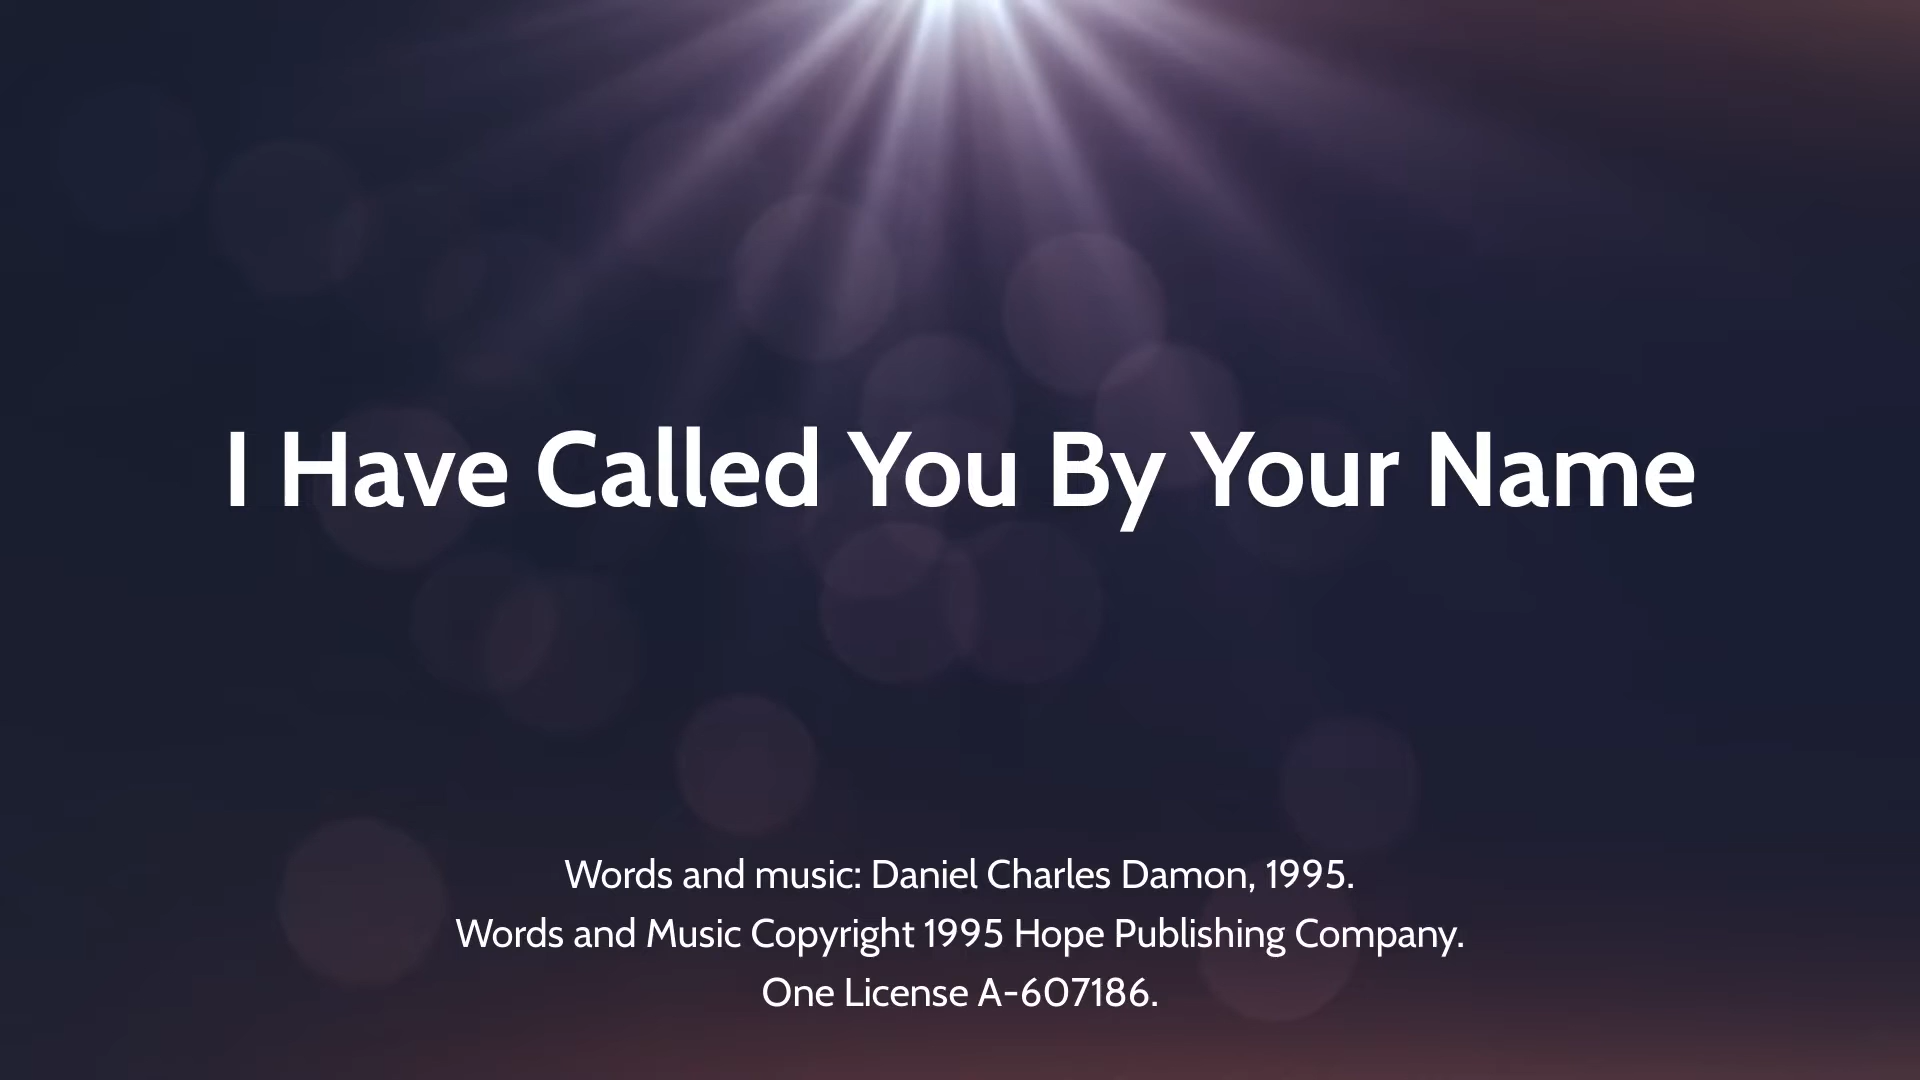 I Have Called You By Your Name
Words and music: Daniel Charles Damon, 1995.
Words and Music Copyright 1995 Hope Publishing Company.
One License A-607186.